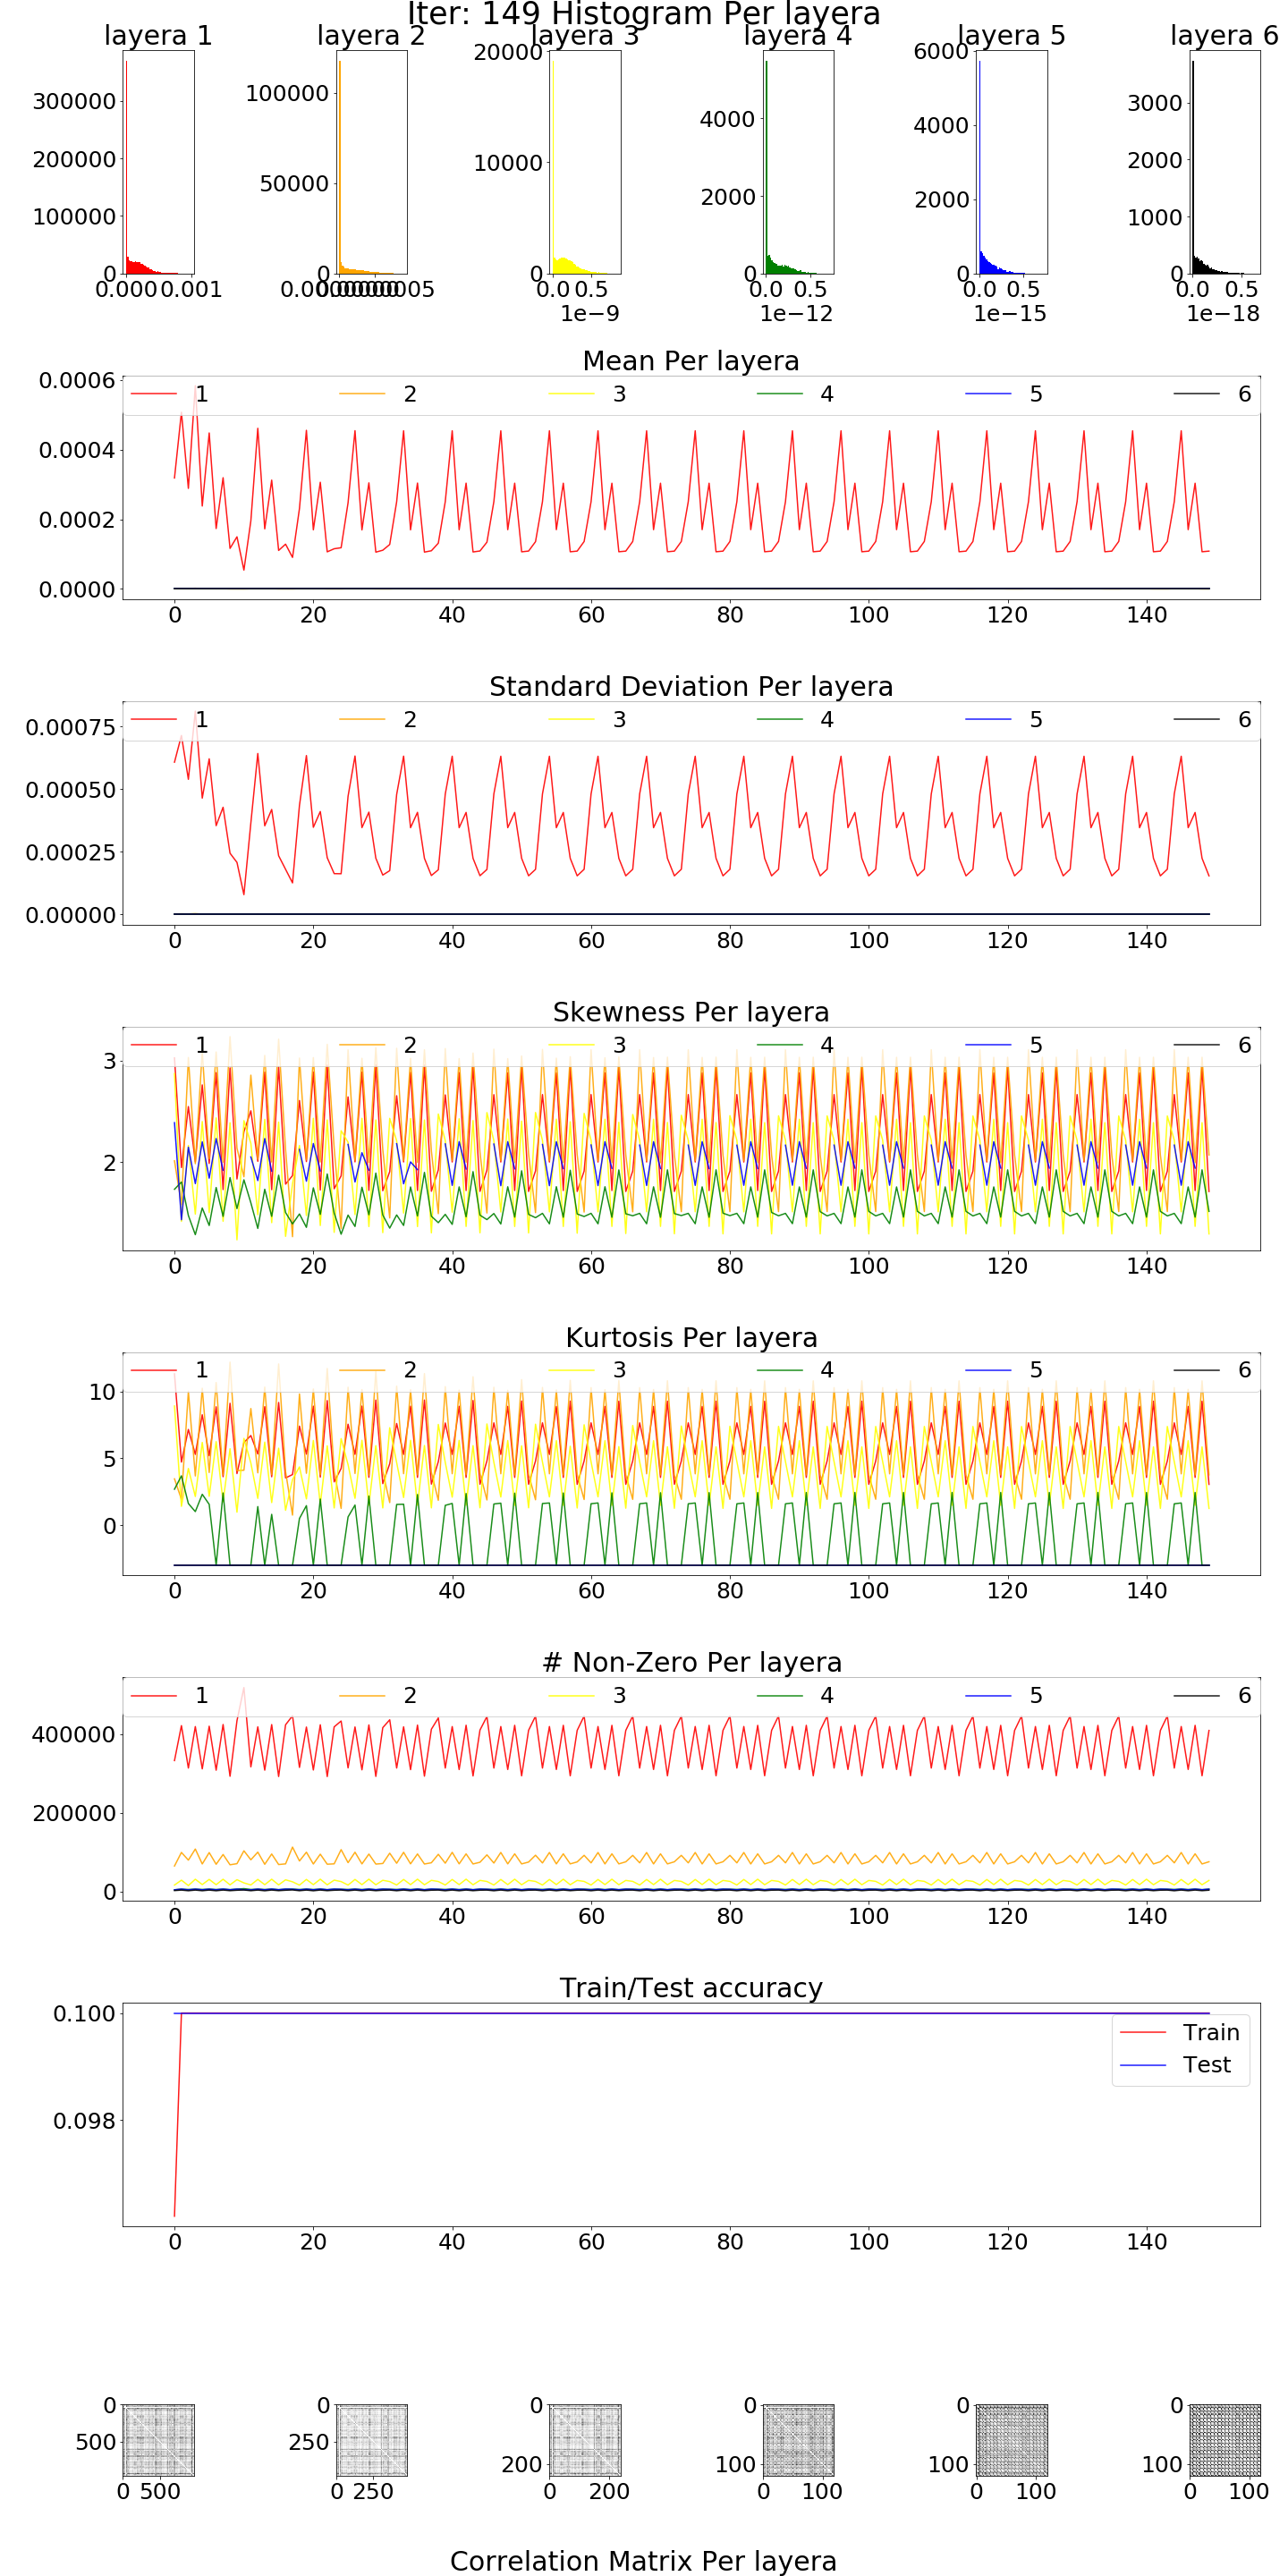 Iter: 149 Histogram Per layera
layera 1 layera 2 layera 3 layera 4 layera 5 layera 6
300000 200000 100000 0
100000 50000 0
20000 10000 0
4000 2000 0
6000 4000 2000 0
3000 2000 1000 0
0.000 0.001
0.0 0.5 1e−9
0.0 0.5 1e−12
0.0 0.5 1e−15
0.0 0.5 1e−18
Mean Per layera
1 2 3 4 5 6
0.0006
0.0004
0.0002
0.0000
0 20 40 60 80 100 120 140
Standard Deviation Per layera
1 2 3 4 5 6
0.00075
0.00050
0.00025
0.00000
0 20 40 60 80 100 120 140
Skewness Per layera
1 2 3 4 5 6
3
2
0 20 40 60 80 100 120 140
Kurtosis Per layera
1 2 3 4 5 6
10
5
0
0 20 40 60 80 100 120 140
# Non-Zero Per layera
1 2 3 4 5 6
400000
200000
0
0 20 40 60 80 100 120 140
Train/Test accuracy
0.100
0.098
Train
Test
0 20 40 60 80 100 120 140
0 500
0 250
0 200
0 100
0 100
0 100
0 500
0 250
0 200
0 100
0 100
0 100
Correlation Matrix Per layera